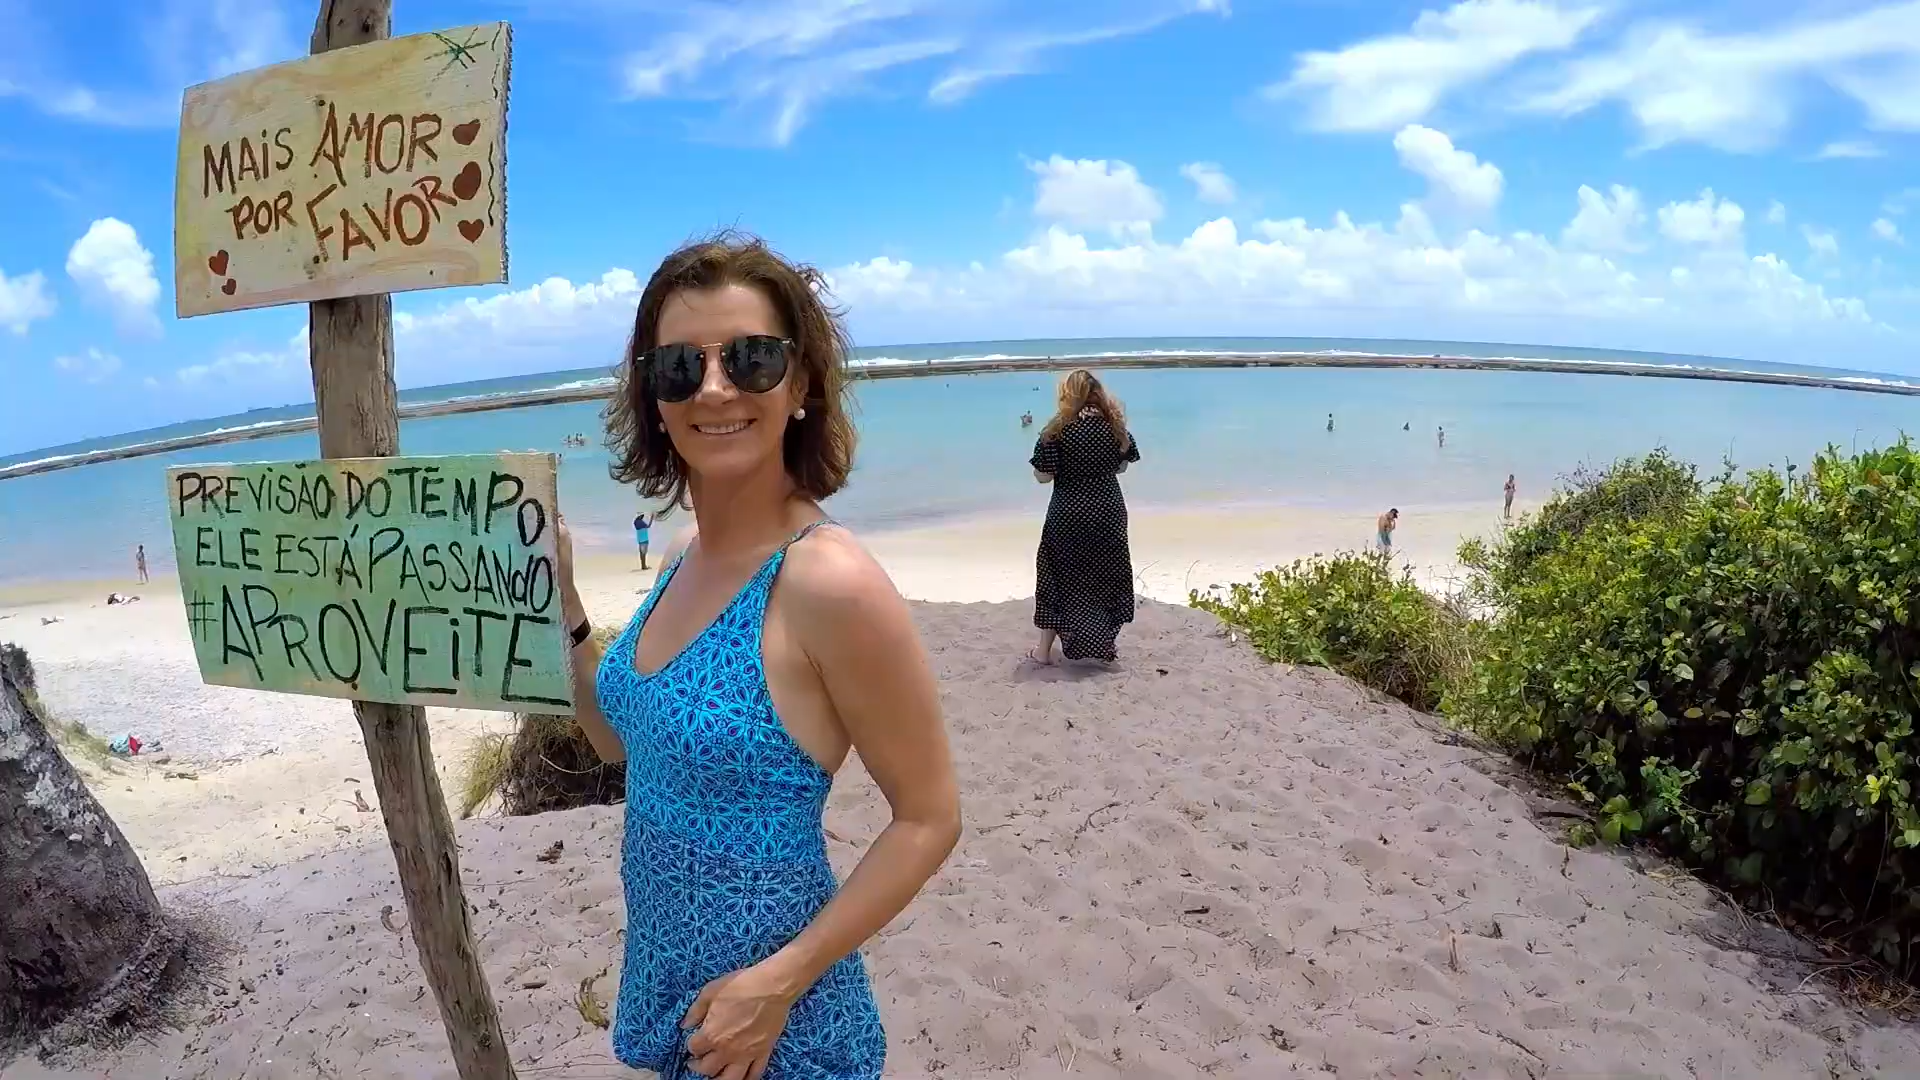 MAiS AMOR
POR FAVOR
PREViSÃO DO TEMPO
ELE ESTÁ PASSANdO
#APROVEiTE